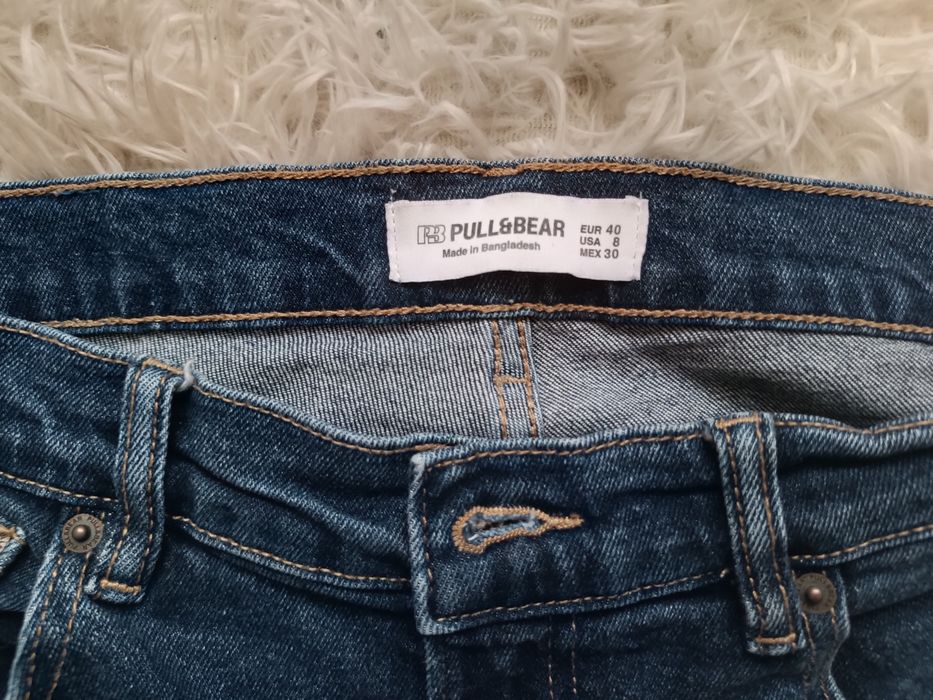 PB PULL&BEAR
Made in Bangladesh
EUR 40
USA 8
MEX 30